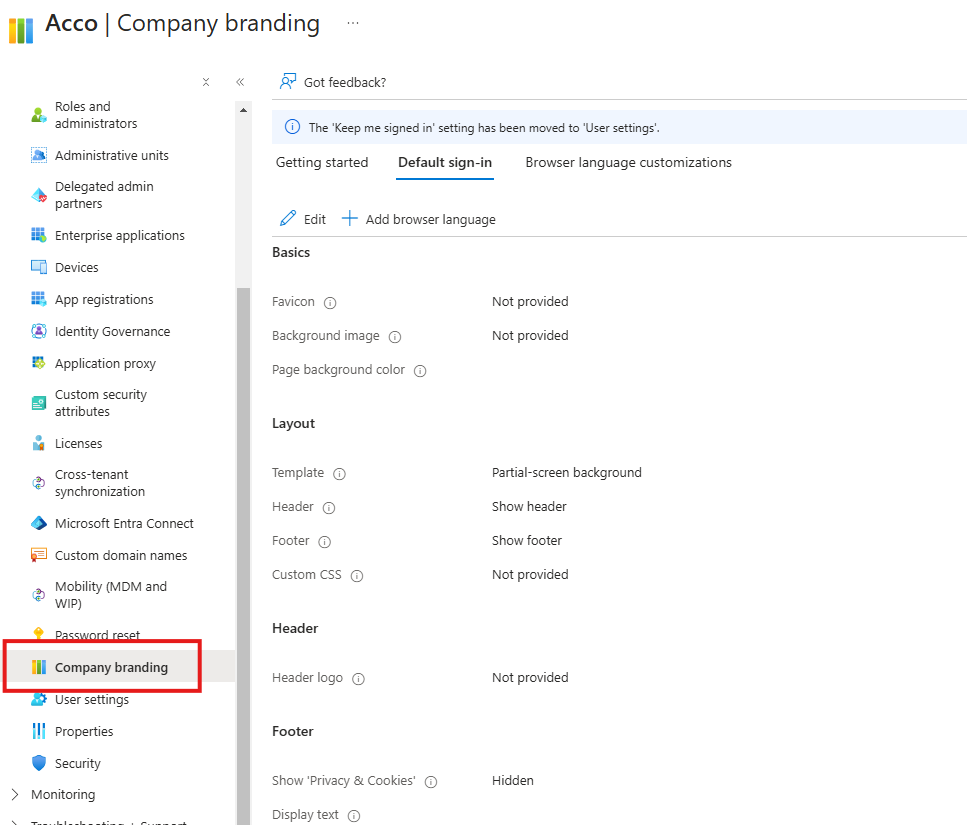 Acco | Company branding ...
Got feedback?
The 'Keep me signed in' setting has been moved to 'User settings'.
Getting started Default sign-in Browser language customizations
Edit Add browser language
Roles and
administrators
Administrative units
Delegated admin
partners
Enterprise applications
Devices
App registrations
Identity Governance
Application proxy
Custom security
attributes
Licenses
Cross-tenant
synchronization
Microsoft Entra Connect
Custom domain names
Mobility (MDM and
WIP)
Password reset
Company branding
User settings
Properties
Security
Monitoring
Troubleshooting + Support
Basics
Favicon Not provided
Background image Not provided
Page background color
Layout
Template Partial-screen background
Header Show header
Footer Show footer
Custom CSS Not provided
Header
Header logo Not provided
Footer
Show 'Privacy & Cookies' Hidden
Display text